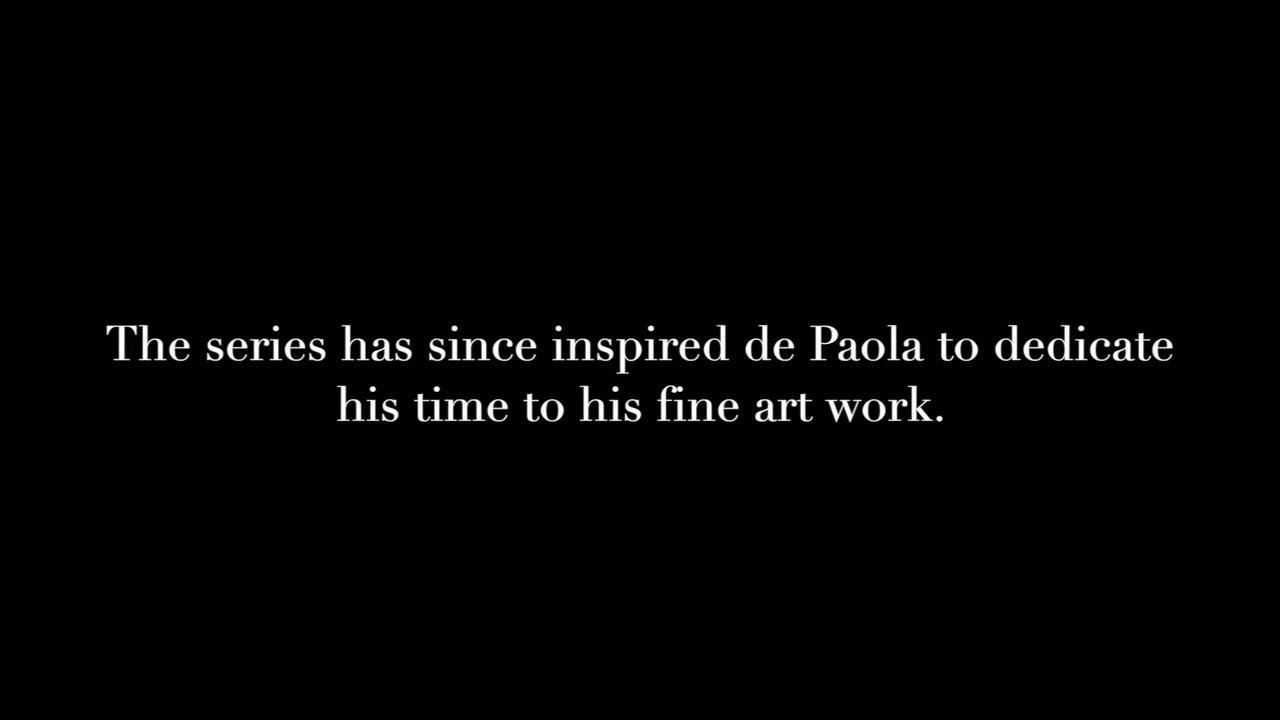 The series has since inspired de Paola to dedicate
his time to his fine art work.